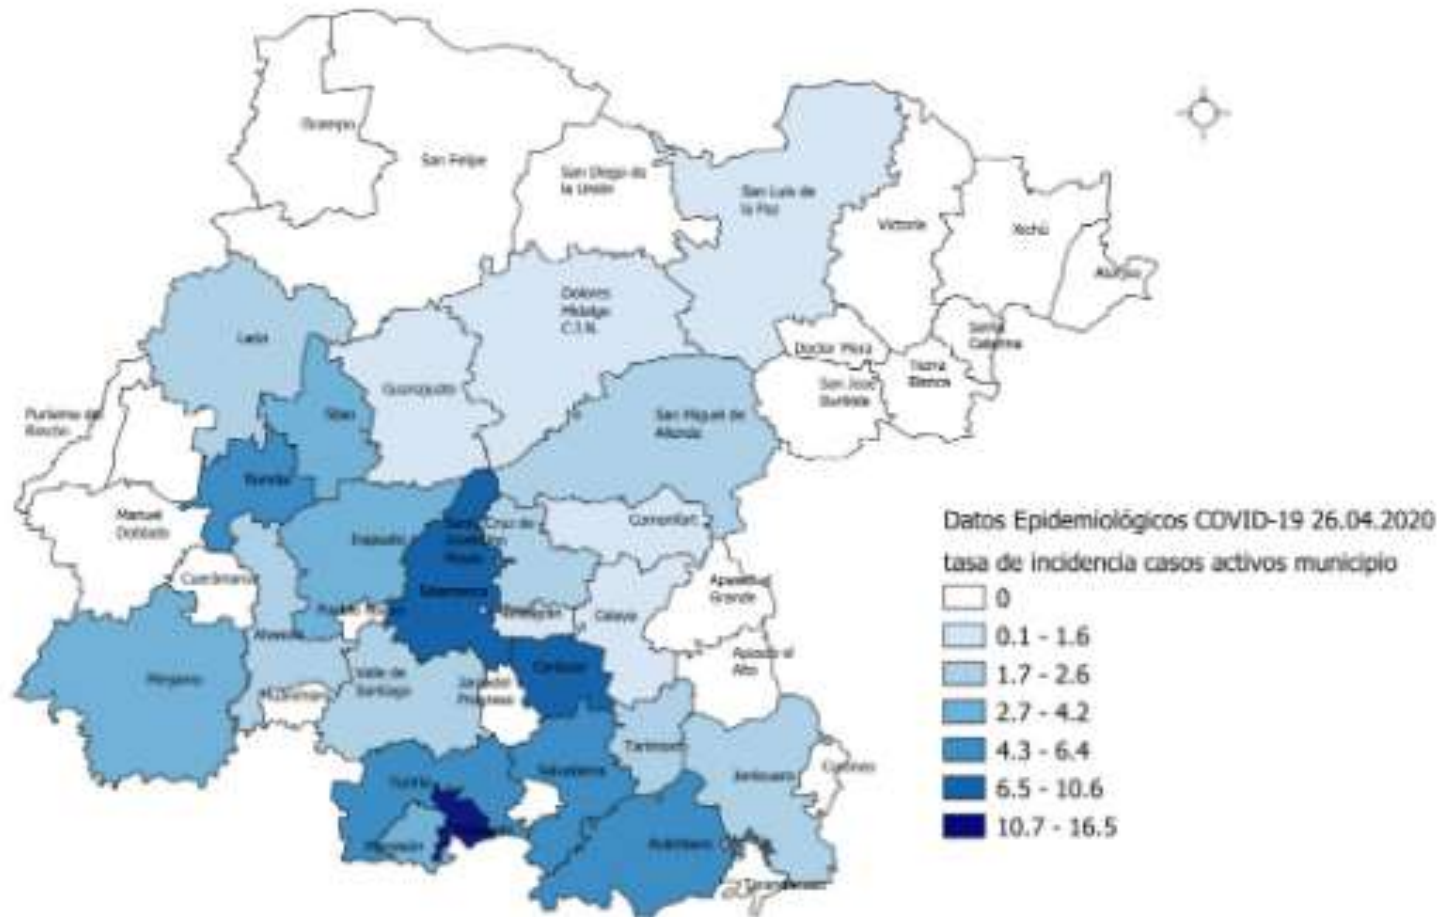 Ocampo
San Felipe
San Diego de
la Unión
San Luis de
la Paz
Victoria
Xichú
Atarjea
Dolores
Hidalgo
C.I.N.
León
Guanajuato
Silao
Doctor Mora
Santa
Catarina
Tierra
Blanca
San José
Iturbide
San Miguel de
Allende
Purísima del
Rincón
Romita
Manuel
Doblado
Irapuato
Cruz de
Comonfort
Cuerámaro
Salamanca
Apaseo el
Grande
Celaya
Pueblo Nuevo
Abasolo
Pénjamo
Valle de
Santiago
Huanímaro
Jaral del
Progreso
Cortazar
Apaseo el
Alto
Tarimoro
Jerécuaro
Coroneo
Salvatierra
Yuriria
Moroleón
Acámbaro
Tarandacuao
Datos Epidemiológicos COVID-19 26.04.2020
tasa de incidencia casos activos municipio
0
0.1 - 1.6
1.7 - 2.6
2.7 - 4.2
4.3 - 6.4
6.5 - 10.6
10.7 - 16.5